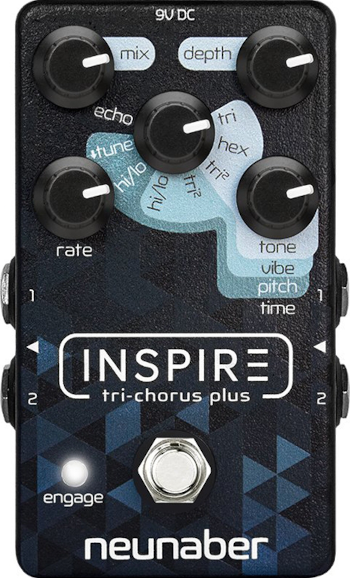 9V DC
mix
depth
echo
tri
‡tune
hex
hi/lo
tri²
hi/lo
tri²
rate
tone
vibe
pitch
time
1
1
INSPIRE
tri-chorus plus
2
2
engage
neunaber